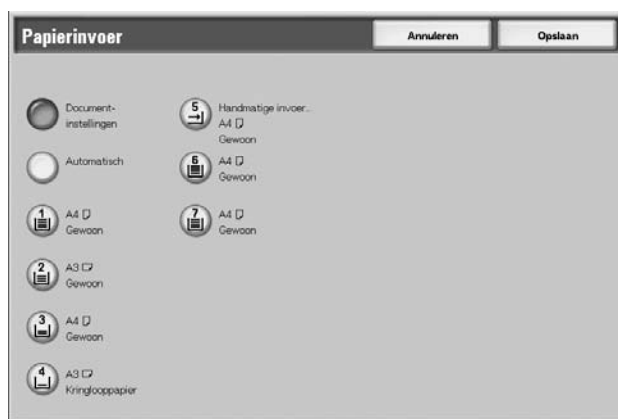 Papierinvoer
Annuleren
Opslaan
Document-
instellingen
Automatisch
1
A4
Gewoon
2
A3
Gewoon
3
A4
Gewoon
4
A3
Kringlooppapier
5
Handmatige invoer...
A4
Gewoon
6
A4
Gewoon
7
A4
Gewoon